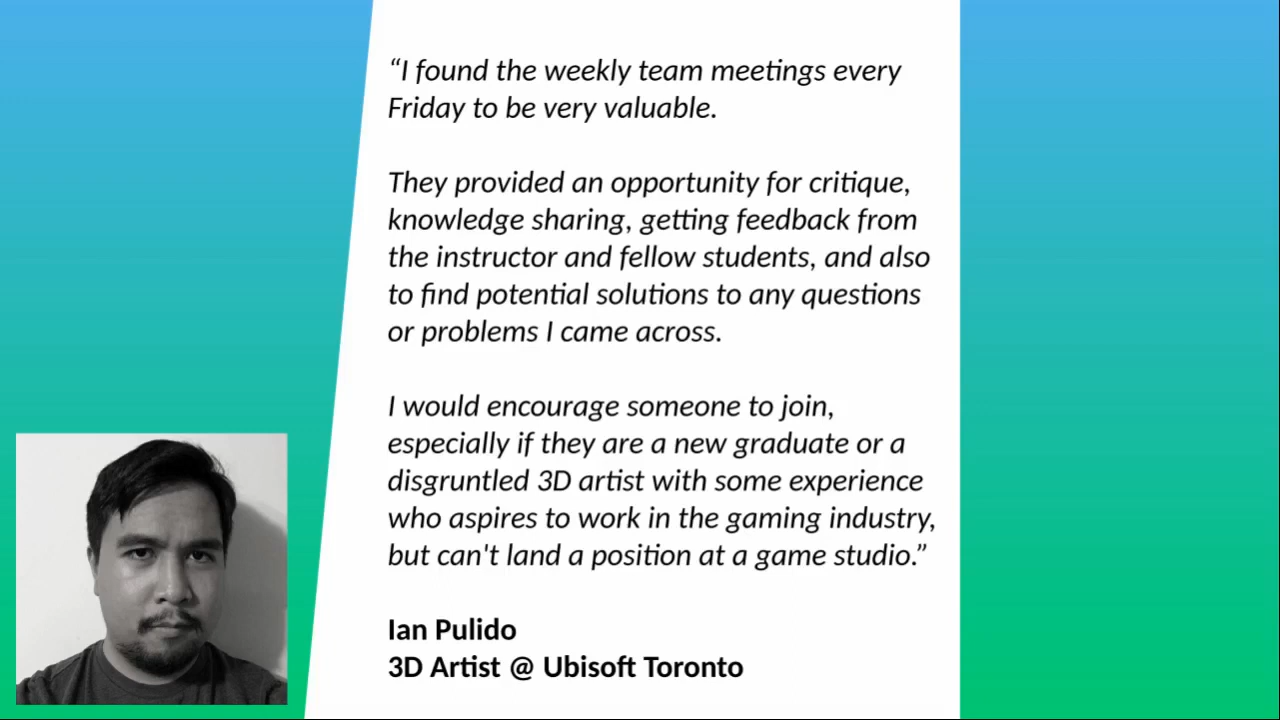 “I found the weekly team meetings every
Friday to be very valuable.
They provided an opportunity for critique,
knowledge sharing, getting feedback from
the instructor and fellow students, and also
to find potential solutions to any questions
or problems I came across.
I would encourage someone to join,
especially if they are a new graduate or a
disgruntled 3D artist with some experience
who aspires to work in the gaming industry,
but can't land a position at a game studio.”
Ian Pulido
3D Artist @ Ubisoft Toronto